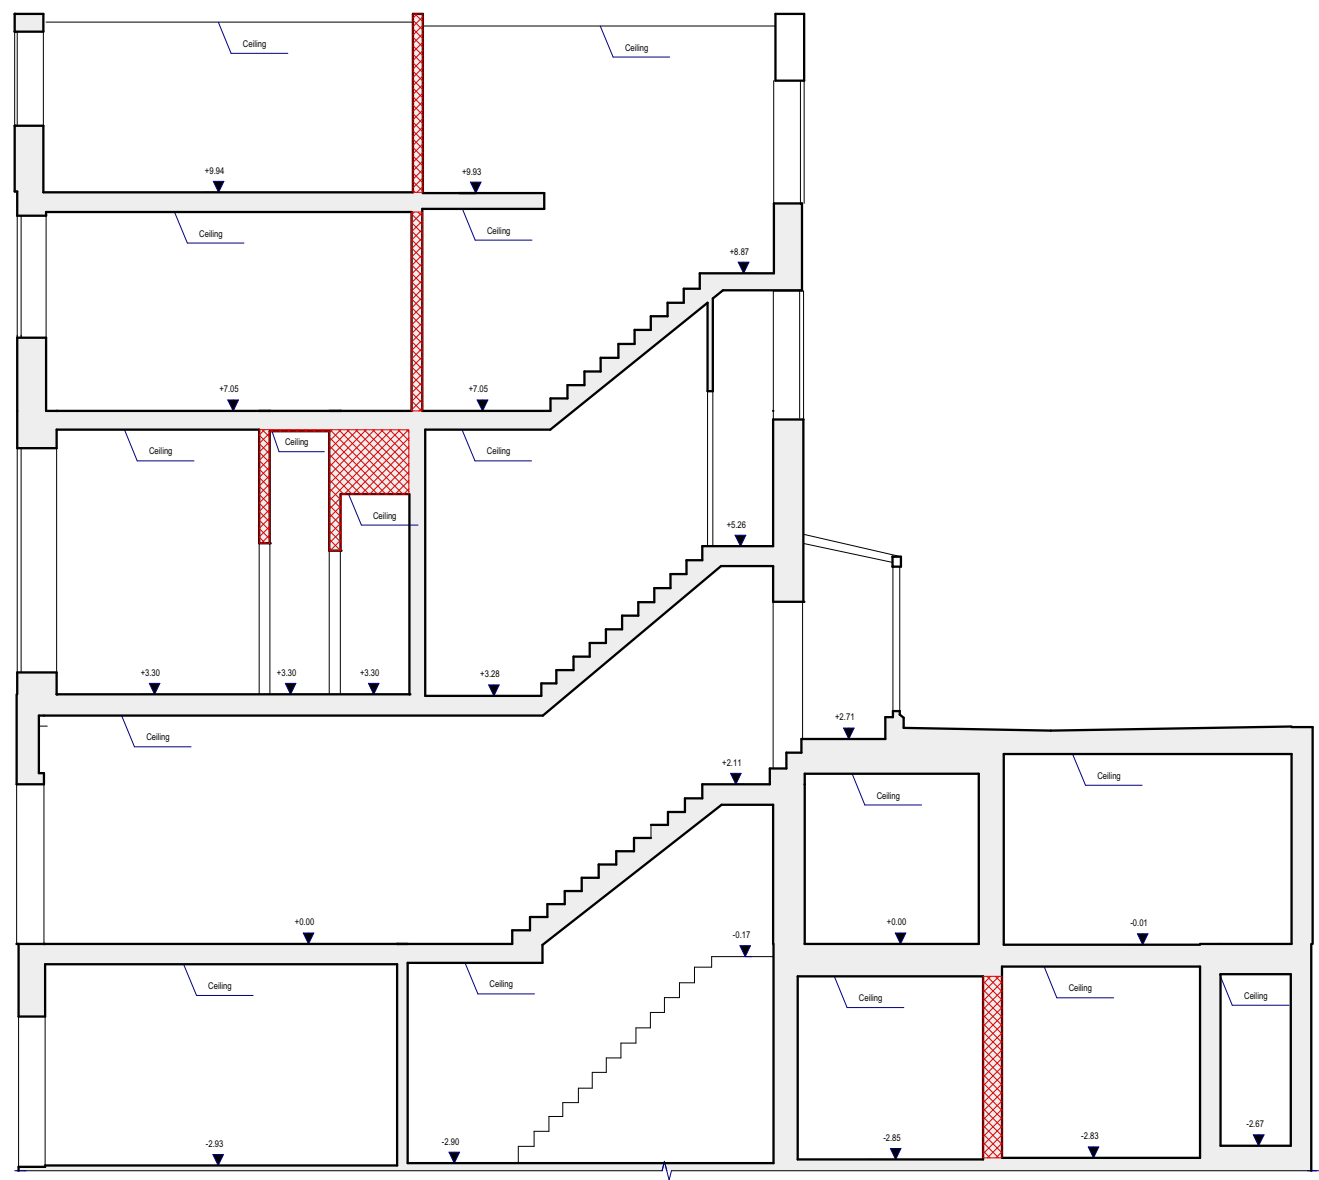 Ceiling
Ceiling
+9.94
+9.93
Ceiling
Ceiling
+8.87
+7.05
+7.05
Ceiling
Ceiling
Ceiling
Ceiling
+5.26
+3.30
+3.30
+3.30
+3.28
+2.71
Ceiling
+2.11
Ceiling
Ceiling
+0.00
+0.00
-0.01
-0.17
Ceiling
Ceiling
Ceiling
Ceiling
Ceiling
-2.93
-2.90
-2.85
-2.83
-2.67